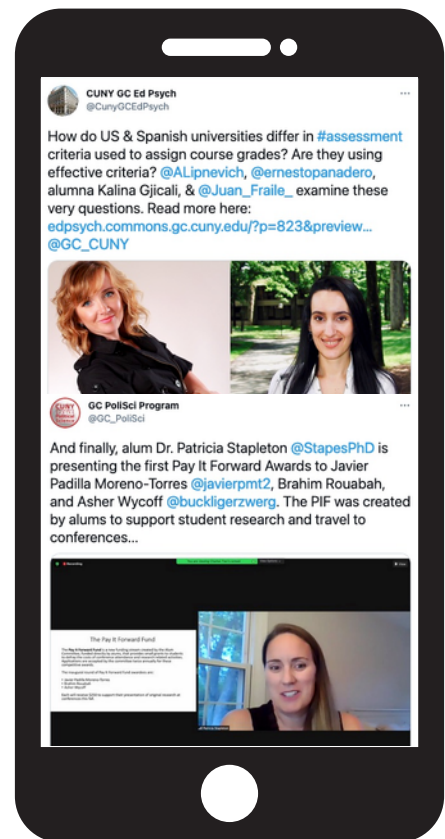 CUNY GC Ed Psych
@CunyGCEdPsych
How do US & Spanish universities differ in #assessment
criteria used to assign course grades? Are they using
effective criteria? @ALipnevich, @ernestopanadero,
alumna Kalina Gjicali, & @Juan_Fraile_ examine these
very questions. Read more here:
edpsych.commons.gc.cuny.edu/?p=823&preview...
@GC_CUNY
GC PoliSci Program
@GC_PoliSci
And finally, alum Dr. Patricia Stapleton @StapesPhD is
presenting the first Pay It Forward Awards to Javier
Padilla Moreno-Torres @javierpmt2, Brahim Rouabah,
and Asher Wycoff @buckligerzwerg. The PIF was created
by alums to support student research and travel to
conferences...
The Pay It Forward Fund